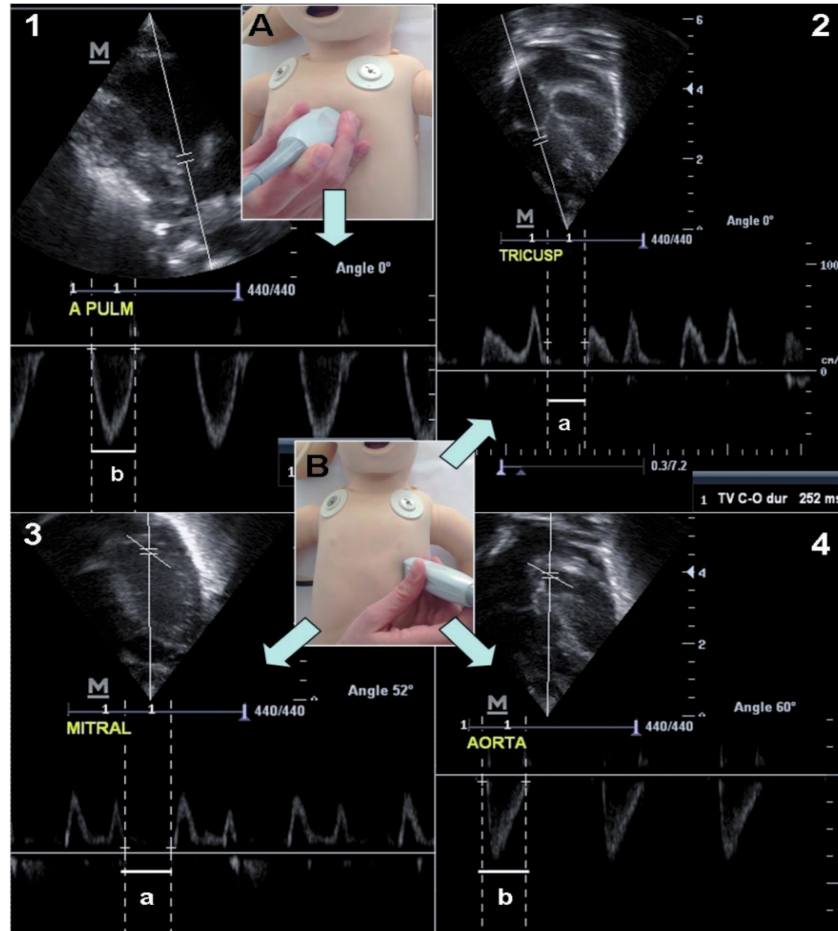 1
M
A
2
6
4
2
M
1 1
440/440
Angle 0°
TRICUSP
100
Angle 0°
1 1
440/440
A PULM
CM/
0
a
b
B
0.3/7.2
1
1 TV C-O dur 252 ms
3
4
4
2
M
1 1
440/440
Angle 52°
MITRAL
M
Angle 60°
1 1
440/440
AORTA
a
b